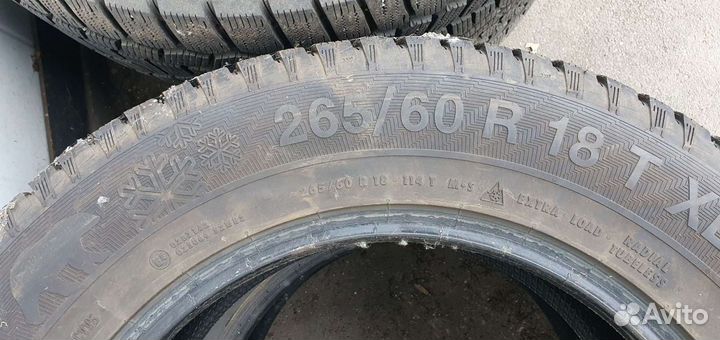 265/60 R 18 T XL
265/60 R 18 114 T M+S EXTRA LOAD RADIAL
TUBELESS
Avito